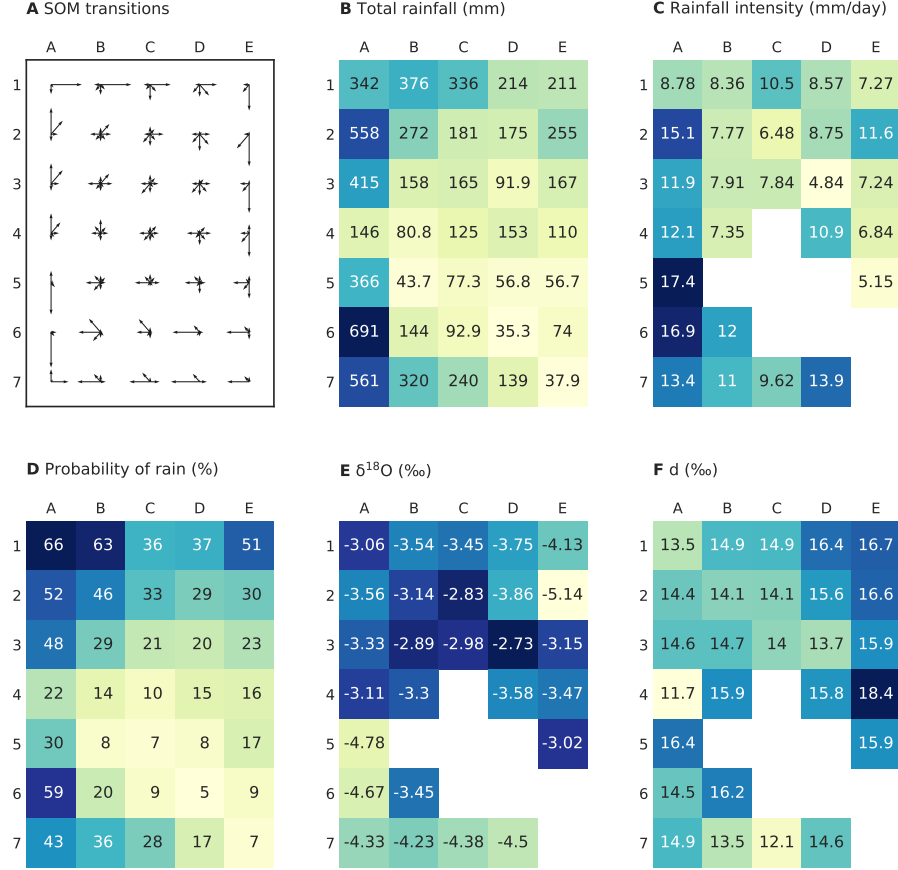 A SOM transitions
A B C D E
1
2
3
4
5
6
7
B Total rainfall (mm)
A B C D E
1 342 376 336 214 211
2 558 272 181 175 255
3 415 158 165 91.9 167
4 146 80.8 125 153 110
5 366 43.7 77.3 56.8 56.7
6 691 144 92.9 35.3 74
7 561 320 240 139 37.9
C Rainfall intensity (mm/day)
A B C D E
1 8.78 8.36 10.5 8.57 7.27
2 15.1 7.77 6.48 8.75 11.6
3 11.9 7.91 7.84 4.84 7.24
4 12.1 7.35 10.9 6.84
5 17.4 5.15
6 16.9 12
7 13.4 11 9.62 13.9
D Probability of rain (%)
A B C D E
1 66 63 36 37 51
2 52 46 33 29 30
3 48 29 21 20 23
4 22 14 10 15 16
5 30 8 7 8 17
6 59 20 9 5 9
7 43 36 28 17 7
E δ¹⁸O (‰)
A B C D E
1 -3.06 -3.54 -3.45 -3.75 -4.13
2 -3.56 -3.14 -2.83 -3.86 -5.14
3 -3.33 -2.89 -2.98 -2.73 -3.15
4 -3.11 -3.3 -3.58 -3.47
5 -4.78 -3.02
6 -4.67 -3.45
7 -4.33 -4.23 -4.38 -4.5
F d (‰)
A B C D E
1 13.5 14.9 14.9 16.4 16.7
2 14.4 14.1 14.1 15.6 16.6
3 14.6 14.7 14 13.7 15.9
4 11.7 15.9 15.8 18.4
5 16.4 15.9
6 14.5 16.2
7 14.9 13.5 12.1 14.6